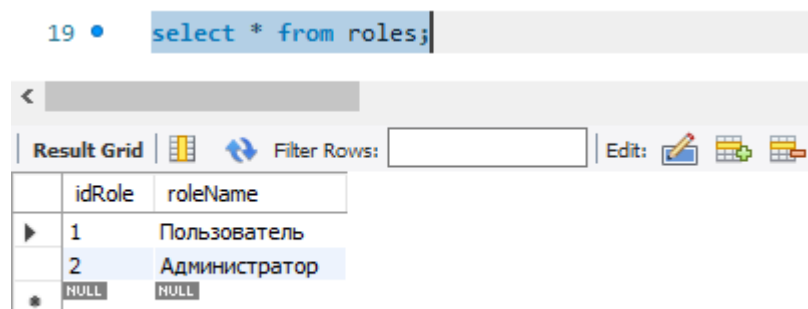 19 select * from roles;
Result Grid Filter Rows: Edit:
idRole roleName
1 Пользователь
2 Администратор
NULL NULL